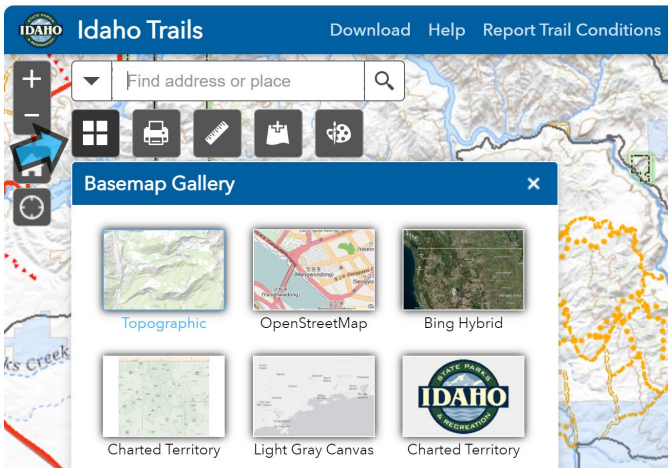 IDAHO
Idaho Trails
Download Help Report Trail Conditions
Find address or place
Basemap Gallery
Topographic
OpenStreetMap
Bing Hybrid
ks Creek
Charted Territory
Light Gray Canvas
STATE PARKS
IDAHO
& RECREATION
Charted Territory